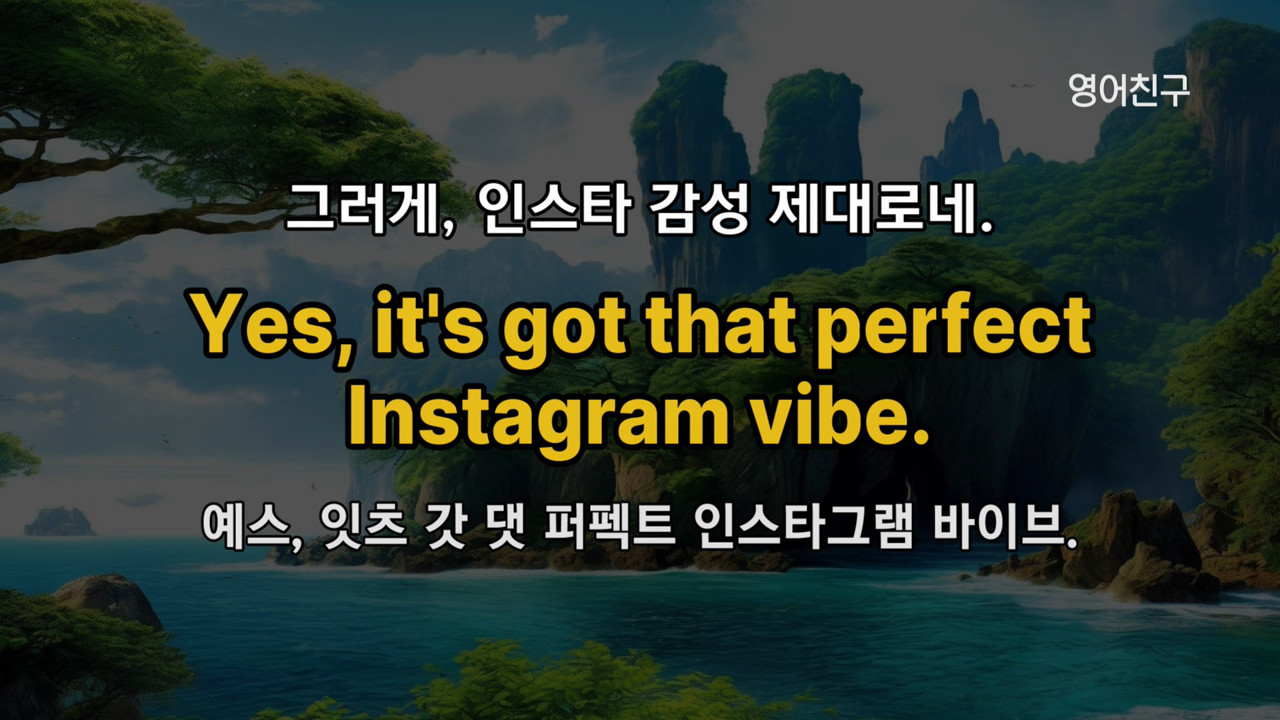 영어친구
그러게, 인스타 감성 제대로네.
Yes, it's got that perfect
Instagram vibe.
예스, 잇츠 갓 댓 퍼펙트 인스타그램 바이브.